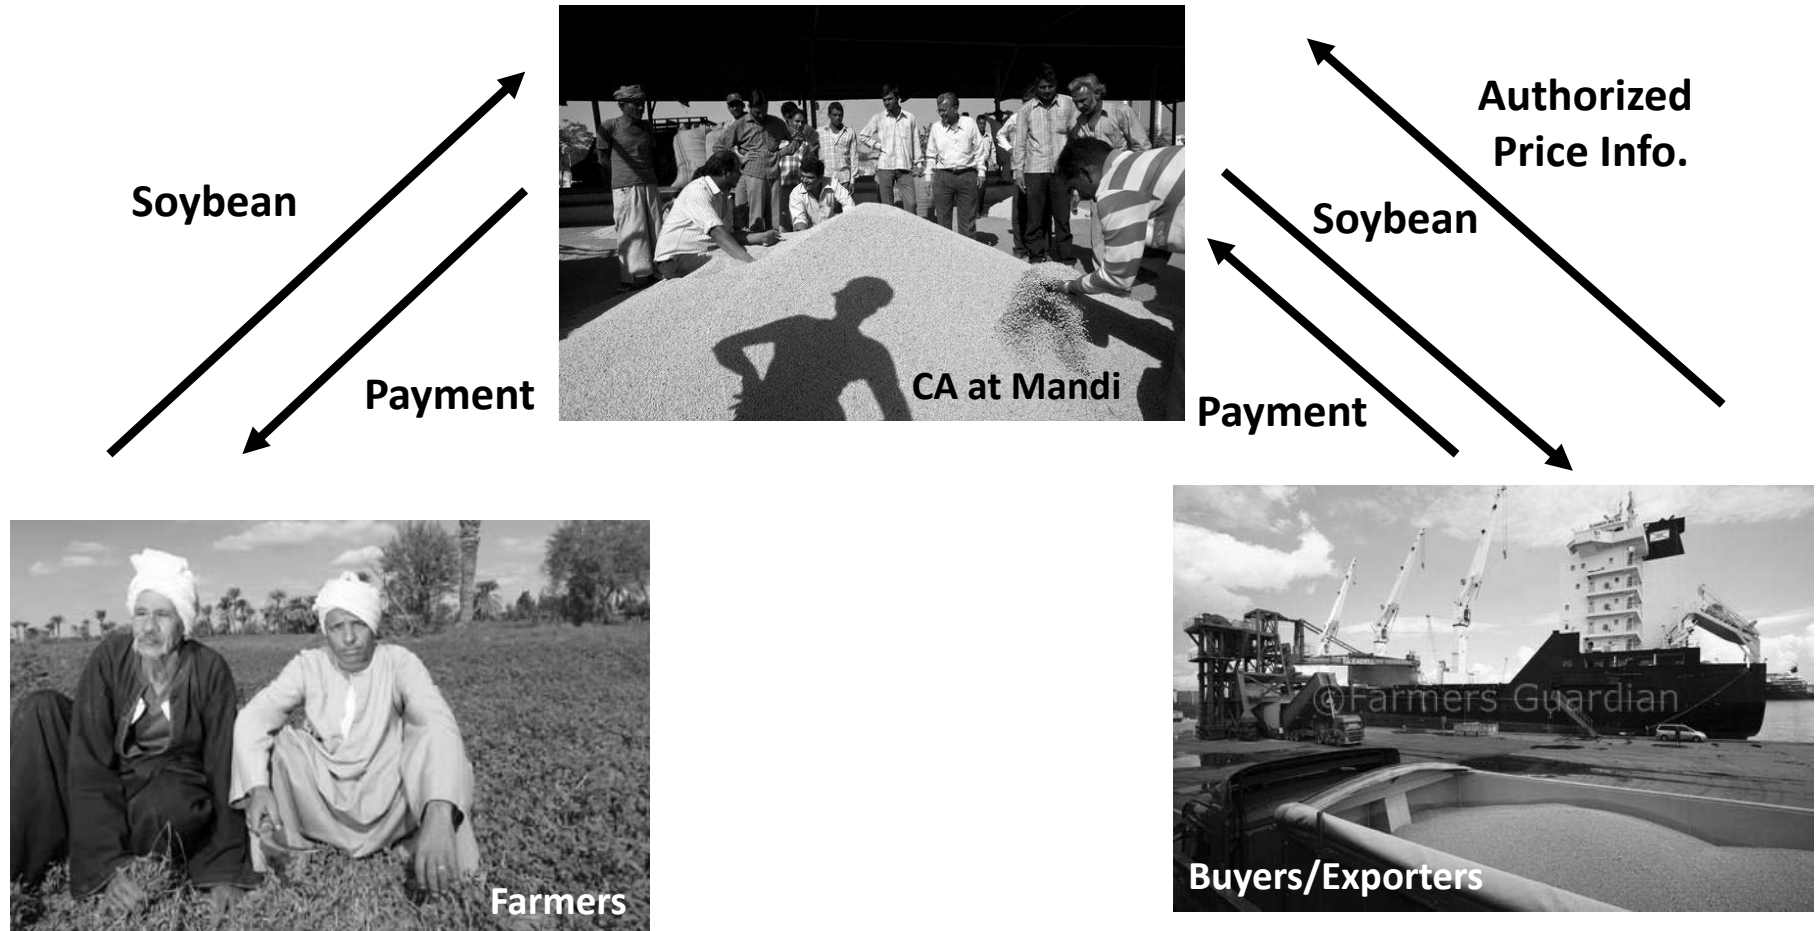 Authorized
Price Info.
Soybean
Soybean
Payment
CA at Mandi
Payment
©Farmers Guardian
Buyers/Exporters
Farmers